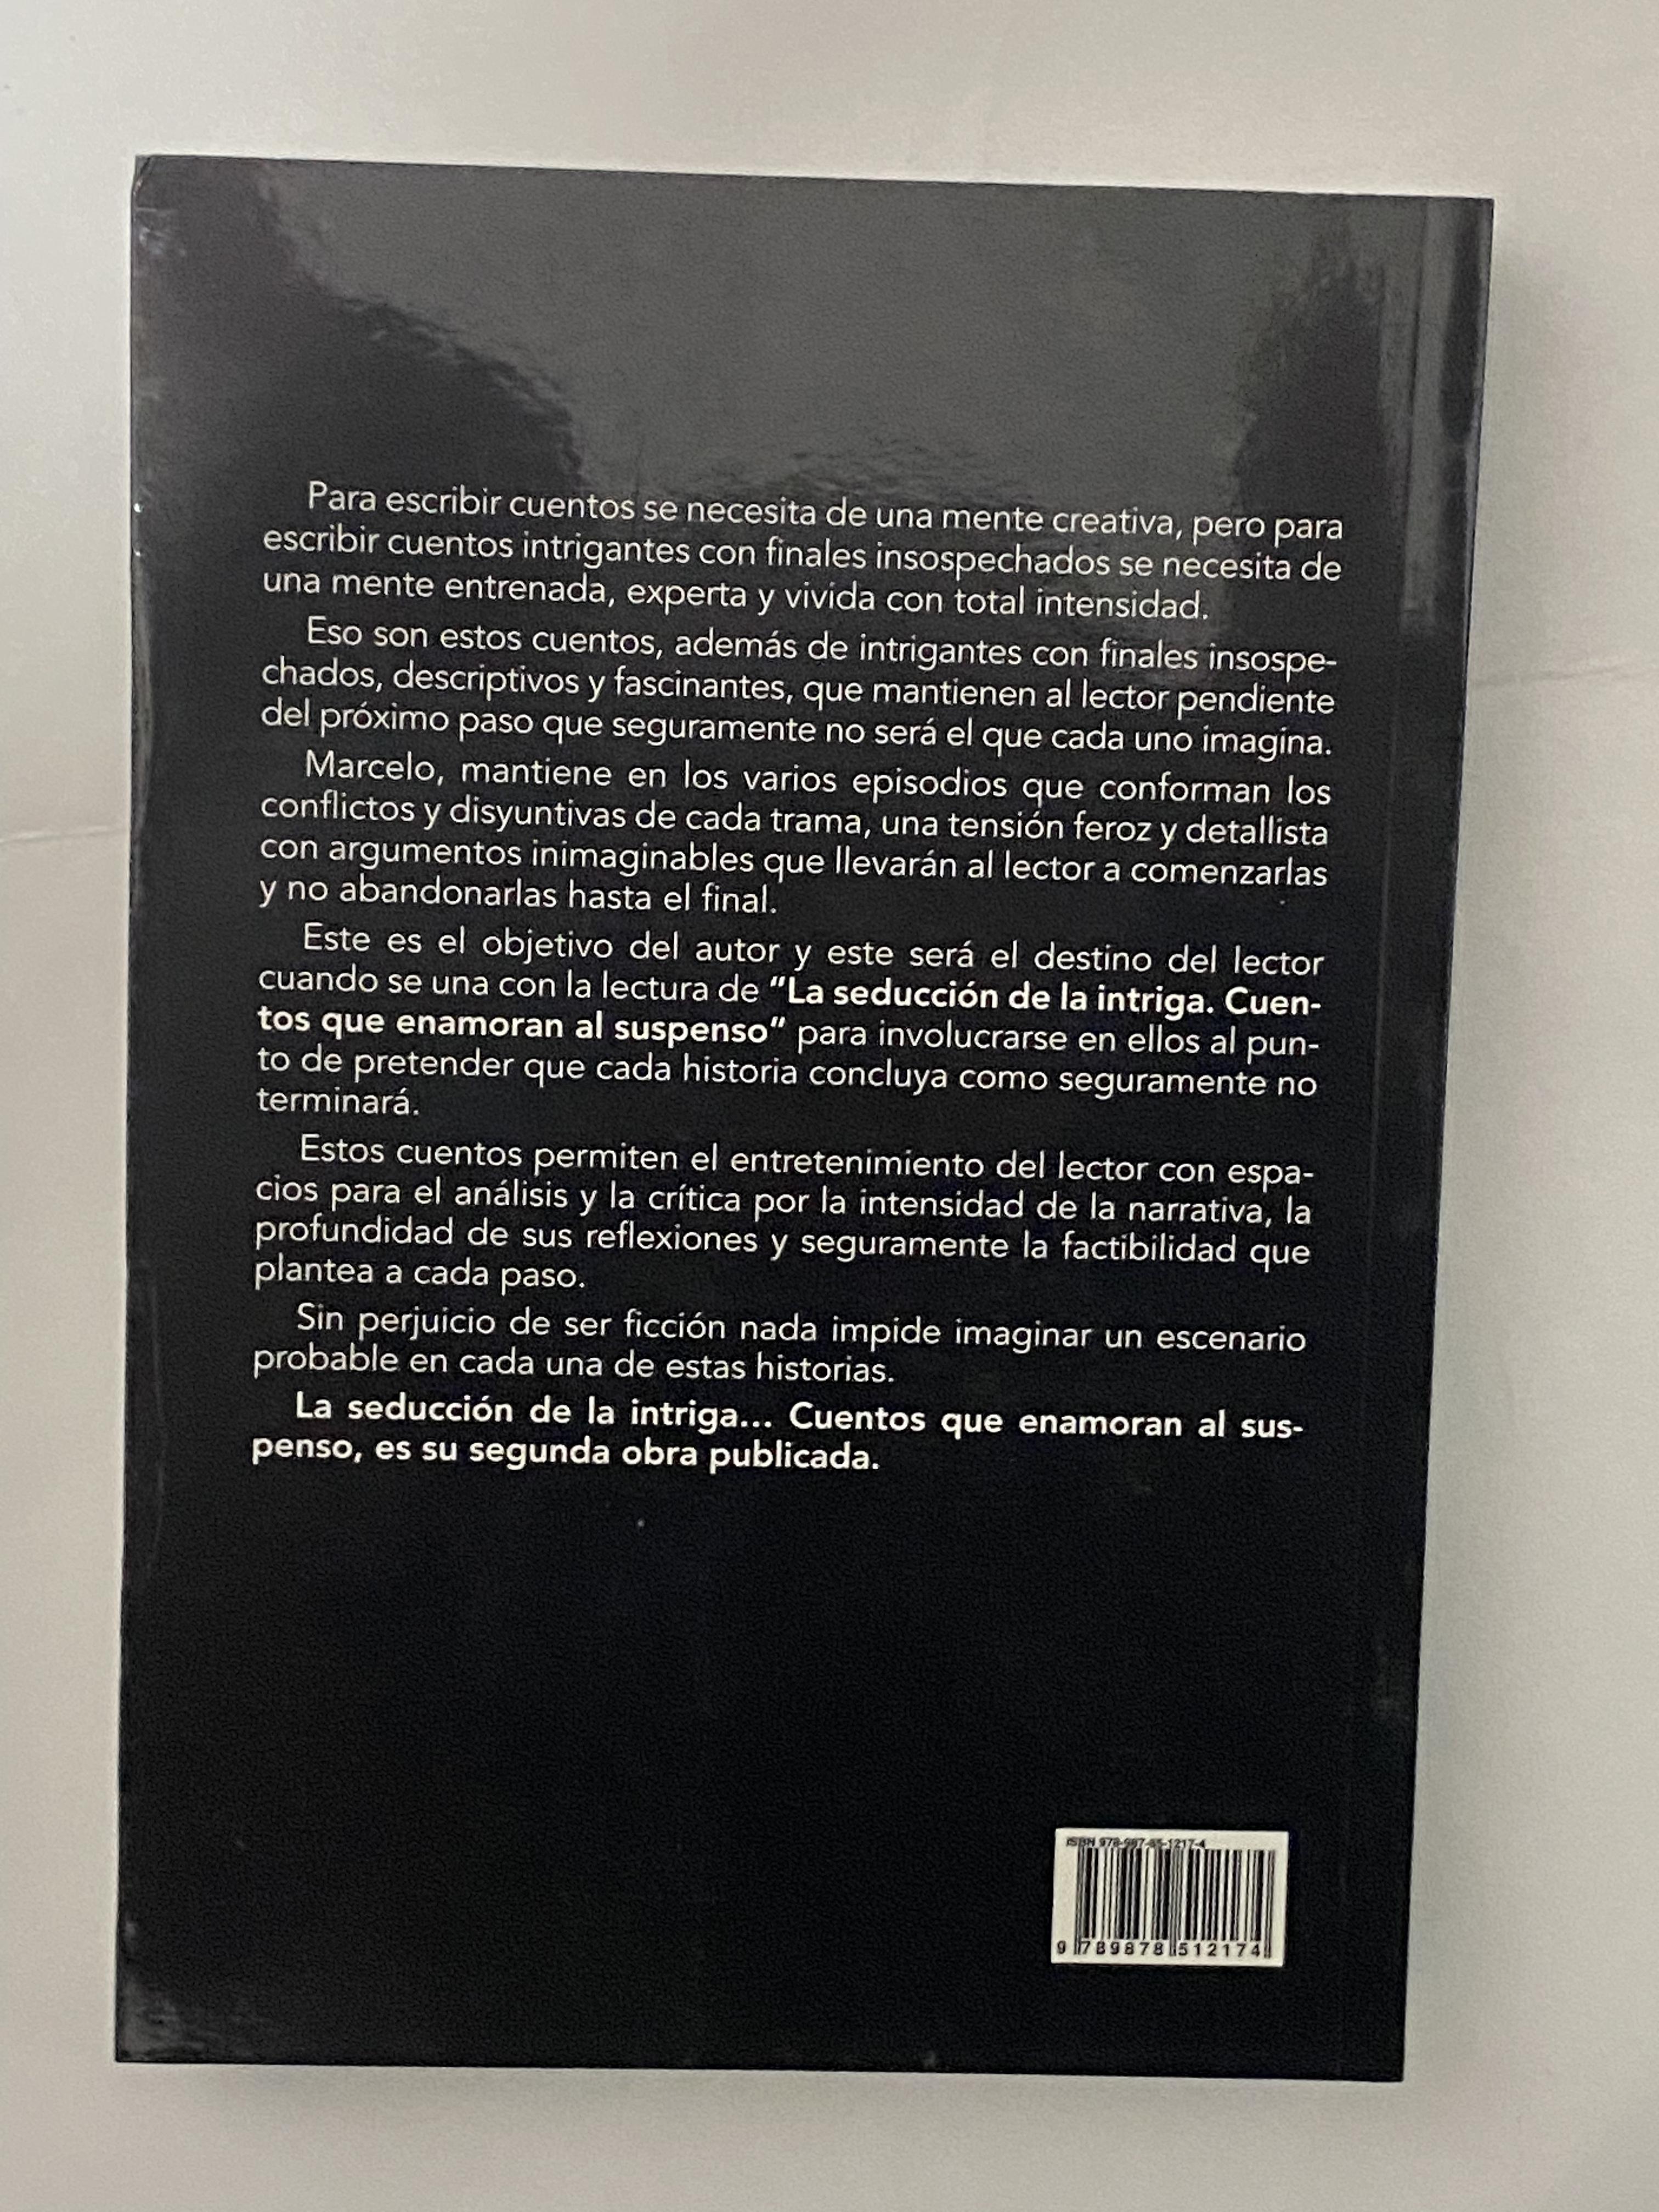 Para escribir cuentos se necesita de una mente creativa, pero para
escribir cuentos intrigantes con finales insospechados se necesita de
una mente entrenada, experta y vivida con total intensidad.
Eso son estos cuentos, además de intrigantes con finales insospe-
chados, descriptivos y fascinantes, que mantienen al lector pendiente
del próximo paso que seguramente no será el que cada uno imagina.
Marcelo, mantiene en los varios episodios que conforman los
conflictos y disyuntivas de cada trama, una tensión feroz y detallista
con argumentos inimaginables que llevarán al lector a comenzarlas
y no abandonarlas hasta el final.
Este es el objetivo del autor y este será el destino del lector
cuando se una con la lectura de "La seducción de la intriga. Cuen-
tos que enamoran al suspenso" para involucrarse en ellos al pun-
to de pretender que cada historia concluya como seguramente no
terminará.
Estos cuentos permiten el entretenimiento del lector con espa-
cios para el análisis y la crítica por la intensidad de la narrativa, la
profundidad de sus reflexiones y seguramente la factibilidad que
plantea a cada paso.
Sin perjuicio de ser ficción nada impide imaginar un escenario
probable en cada una de estas historias.
La seducción de la intriga... Cuentos que enamoran al sus-
penso, es su segunda obra publicada.
ISBN 978-987-85-1217-4
9 789878 512174